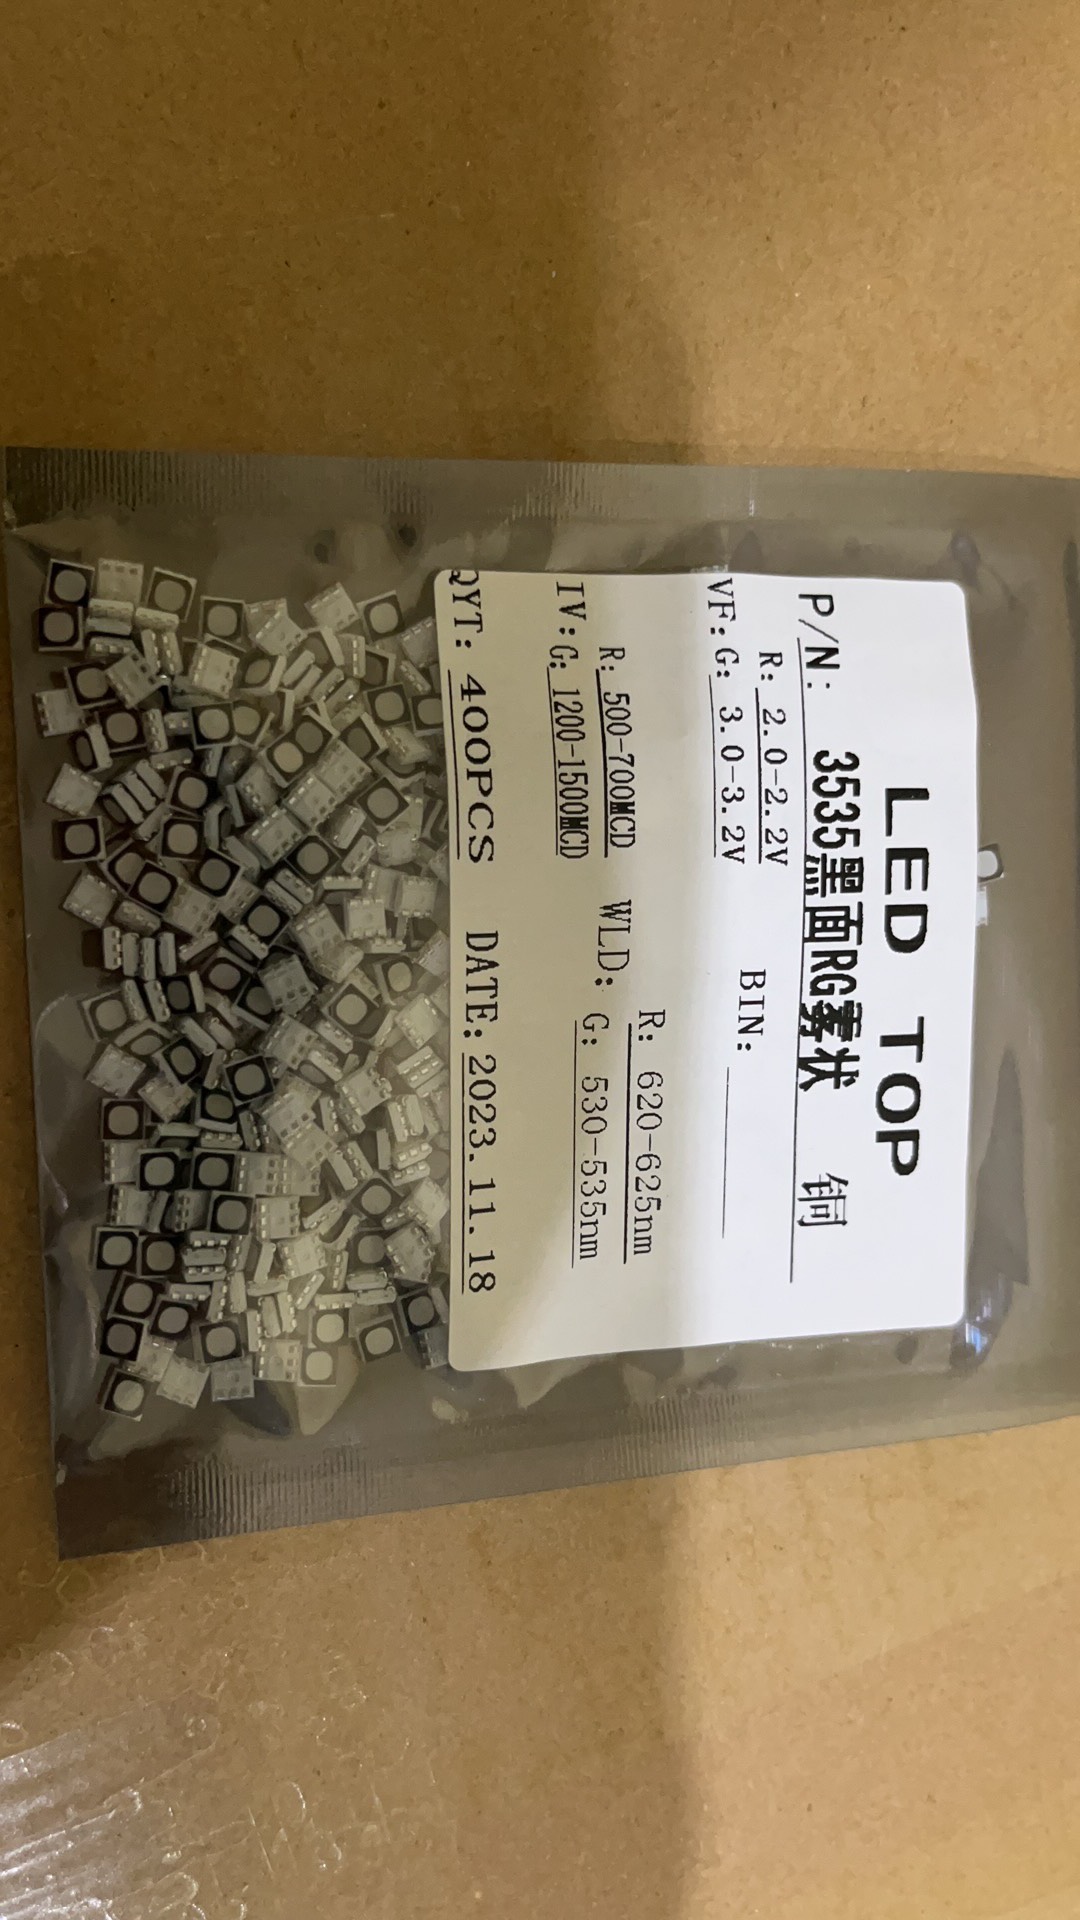 LED TOP
P/N: 3535黑面RG雾状 铜
R: 2.0-2.2V
VF: G: 3.0-3.2V BIN:
R: 500-700MCD R: 620-625nm
IV: G: 1200-1500MCD WLD: G: 530-535nm
QYT: 400PCS DATE: 2023.11.18